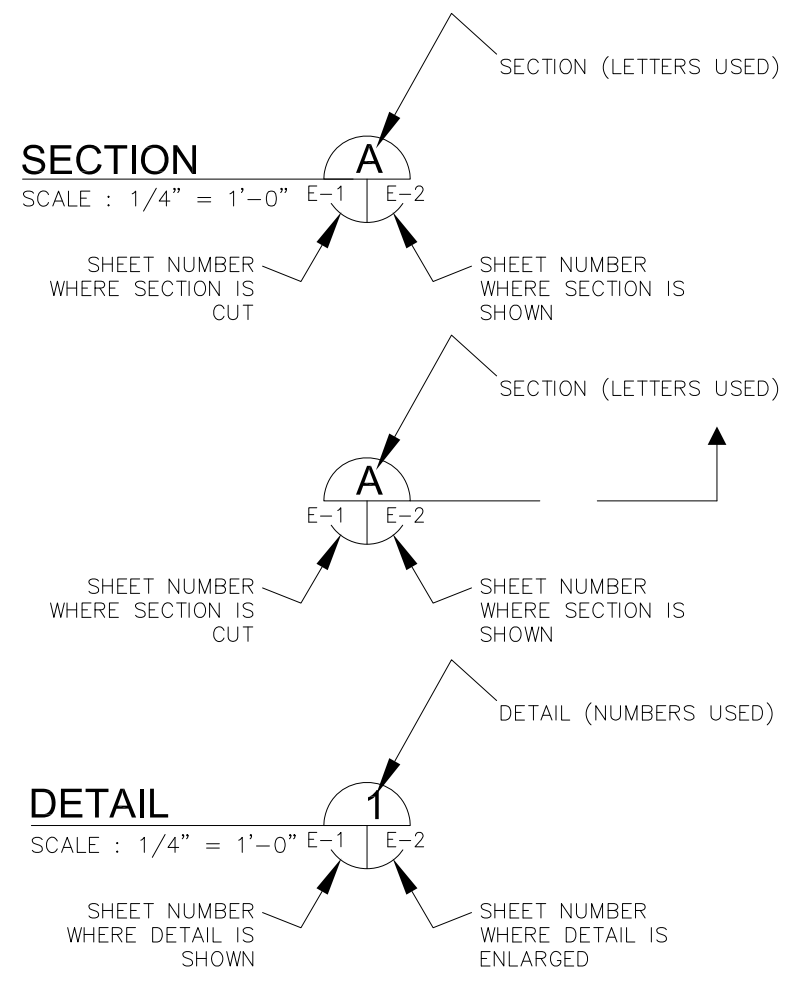 SECTION (LETTERS USED)
SECTION
A
SCALE : 1/4" = 1'-0"
E-1
E-2
SHEET NUMBER
WHERE SECTION IS
CUT
SHEET NUMBER
WHERE SECTION IS
SHOWN
SECTION (LETTERS USED)
A
E-1
E-2
SHEET NUMBER
WHERE SECTION IS
CUT
SHEET NUMBER
WHERE SECTION IS
SHOWN
DETAIL (NUMBERS USED)
DETAIL
1
SCALE : 1/4" = 1'-0"
E-1
E-2
SHEET NUMBER
WHERE DETAIL IS
SHOWN
SHEET NUMBER
WHERE DETAIL IS
ENLARGED